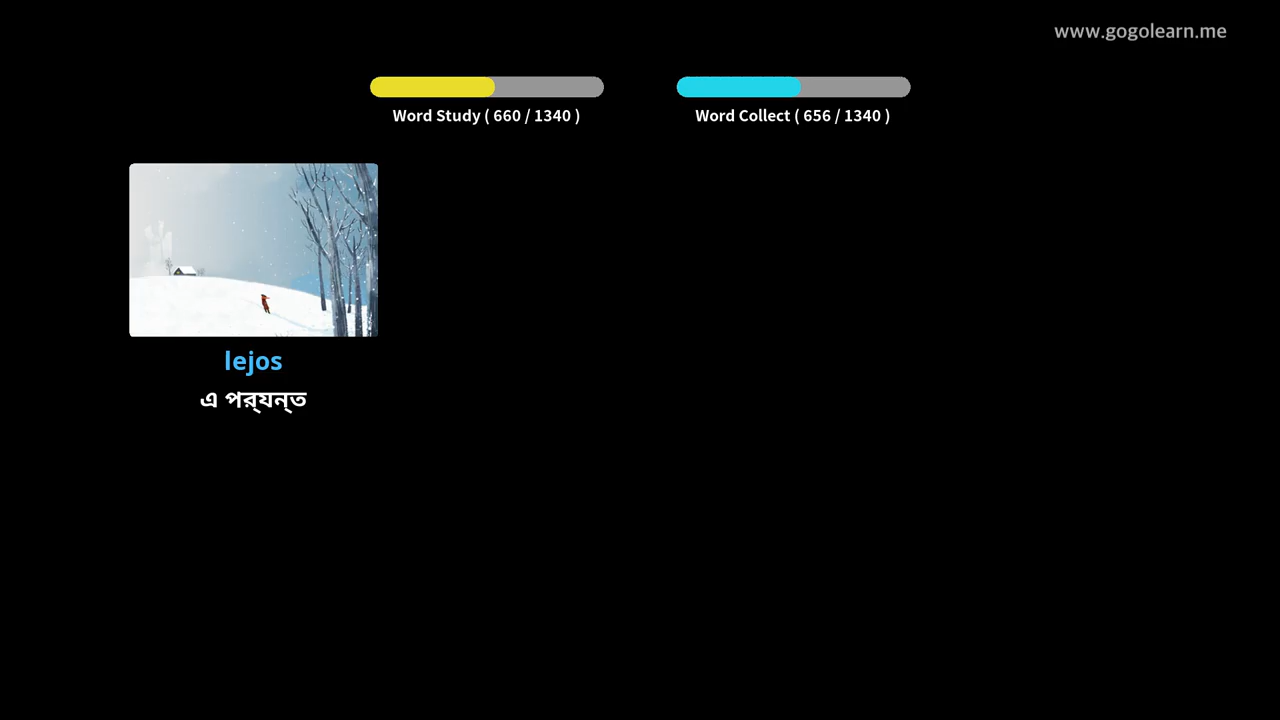 www.gogolearn.me
Word Study ( 660 / 1340 )
Word Collect ( 656 / 1340 )
lejos
এ পর্যন্ত